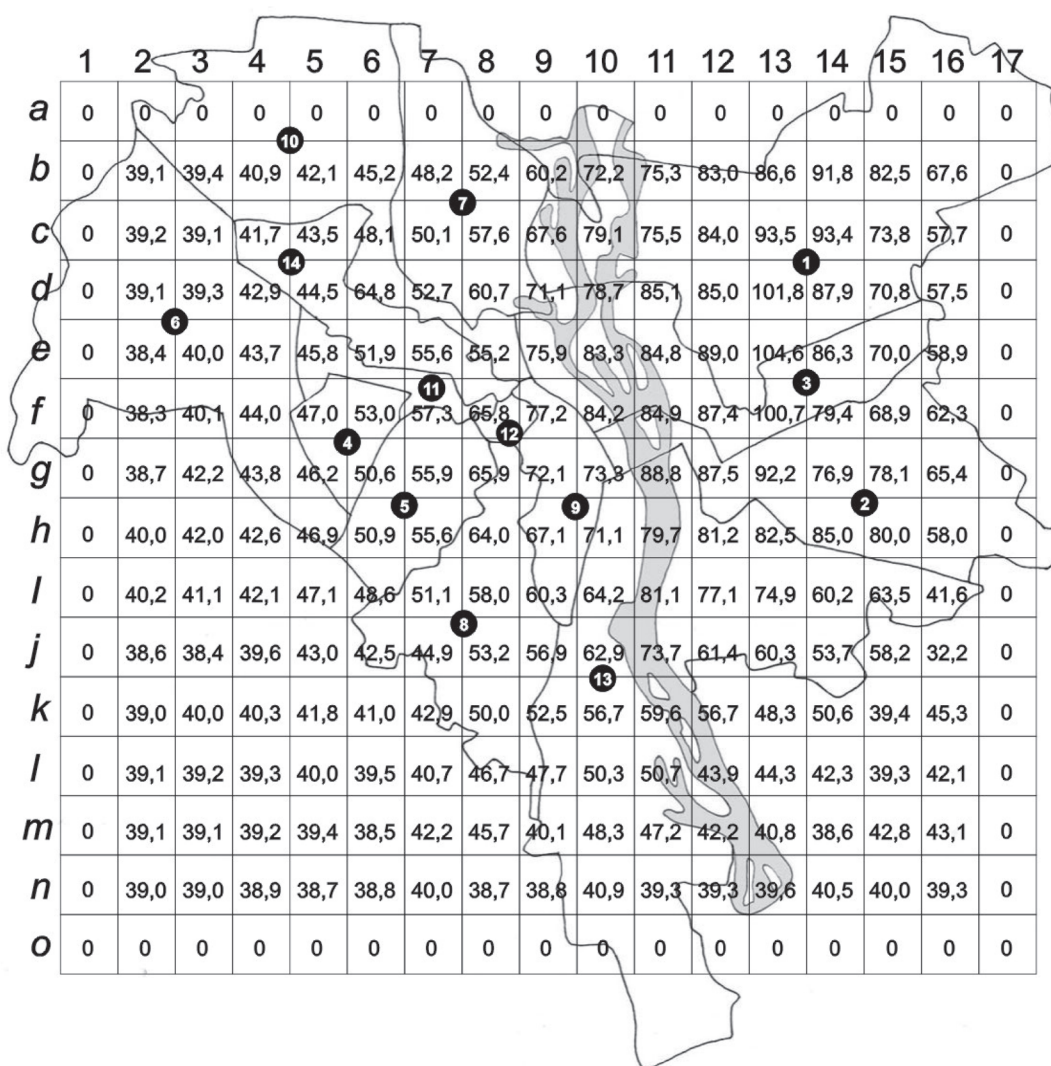 1 2 3 4 5 6 7 8 9 10 11 12 13 14 15 16 17
a 0 0 0 0 0 0 0 0 0 0 0 0 0 0 0 0 0
10
b 0 39,1 39,4 40,9 42,1 45,2 48,2 52,4 60,2 72,2 75,3 83,0 86,6 91,8 82,5 67,6 0
7
c 0 39,2 39,1 41,7 43,5 48,1 50,1 57,6 67,6 79,1 75,5 84,0 93,5 93,4 73,8 57,7 0
14 1
d 0 39,1 39,3 42,9 44,5 64,8 52,7 60,7 71,1 78,7 85,1 85,0 101,8 87,9 70,8 57,5 0
6
e 0 38,4 40,0 43,7 45,8 51,9 55,6 55,2 75,9 83,3 84,8 89,0 104,6 86,3 70,0 58,9 0
11 3
f 0 38,3 40,1 44,0 47,0 53,0 57,3 65,8 77,2 84,2 84,9 87,4 100,7 79,4 68,9 62,3 0
4 12
g 0 38,7 42,2 43,8 46,2 50,6 55,9 65,9 72,1 73,3 88,8 87,5 92,2 76,9 78,1 65,4 0
5 9 2
h 0 40,0 42,0 42,6 46,9 50,9 55,6 64,0 67,1 71,1 79,7 81,2 82,5 85,0 80,0 58,0 0
I 0 40,2 41,1 42,1 47,1 48,6 51,1 58,0 60,3 64,2 81,1 77,1 74,9 60,2 63,5 41,6 0
8
j 0 38,6 38,4 39,6 43,0 42,5 44,9 53,2 56,9 62,9 73,7 61,4 60,3 53,7 58,2 32,2 0
13
k 0 39,0 40,0 40,3 41,8 41,0 42,9 50,0 52,5 56,7 59,6 56,7 48,3 50,6 39,4 45,3 0
l 0 39,1 39,2 39,3 40,0 39,5 40,7 46,7 47,7 50,3 50,7 43,9 44,3 42,3 39,3 42,1 0
m 0 39,1 39,1 39,2 39,4 38,5 42,2 45,7 40,1 48,3 47,2 42,2 40,8 38,6 42,8 43,1 0
n 0 39,0 39,0 38,9 38,7 38,8 40,0 38,7 38,8 40,9 39,3 39,3 39,6 40,5 40,0 39,3 0
o 0 0 0 0 0 0 0 0 0 0 0 0 0 0 0 0 0